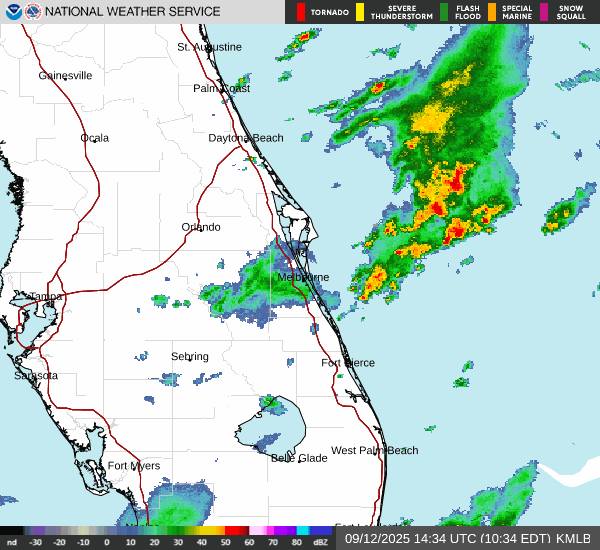 NATIONAL WEATHER SERVICE
TORNADO
SEVERE THUNDERSTORM
FLASH FLOOD
SPECIAL MARINE
SNOW SQUALL
St. Augustine
Gainesville
Palm Coast
Ocala
Daytona Beach
Orlando
Melbourne
Tampa
Sebring
Fort Pierce
Sarasota
West Palm Beach
Belle Glade
Fort Myers
nd -30 -20 -10 0 10 20 30 40 50 60 70 80 dBZ
09/12/2025 14:34 UTC (10:34 EDT) KMLB